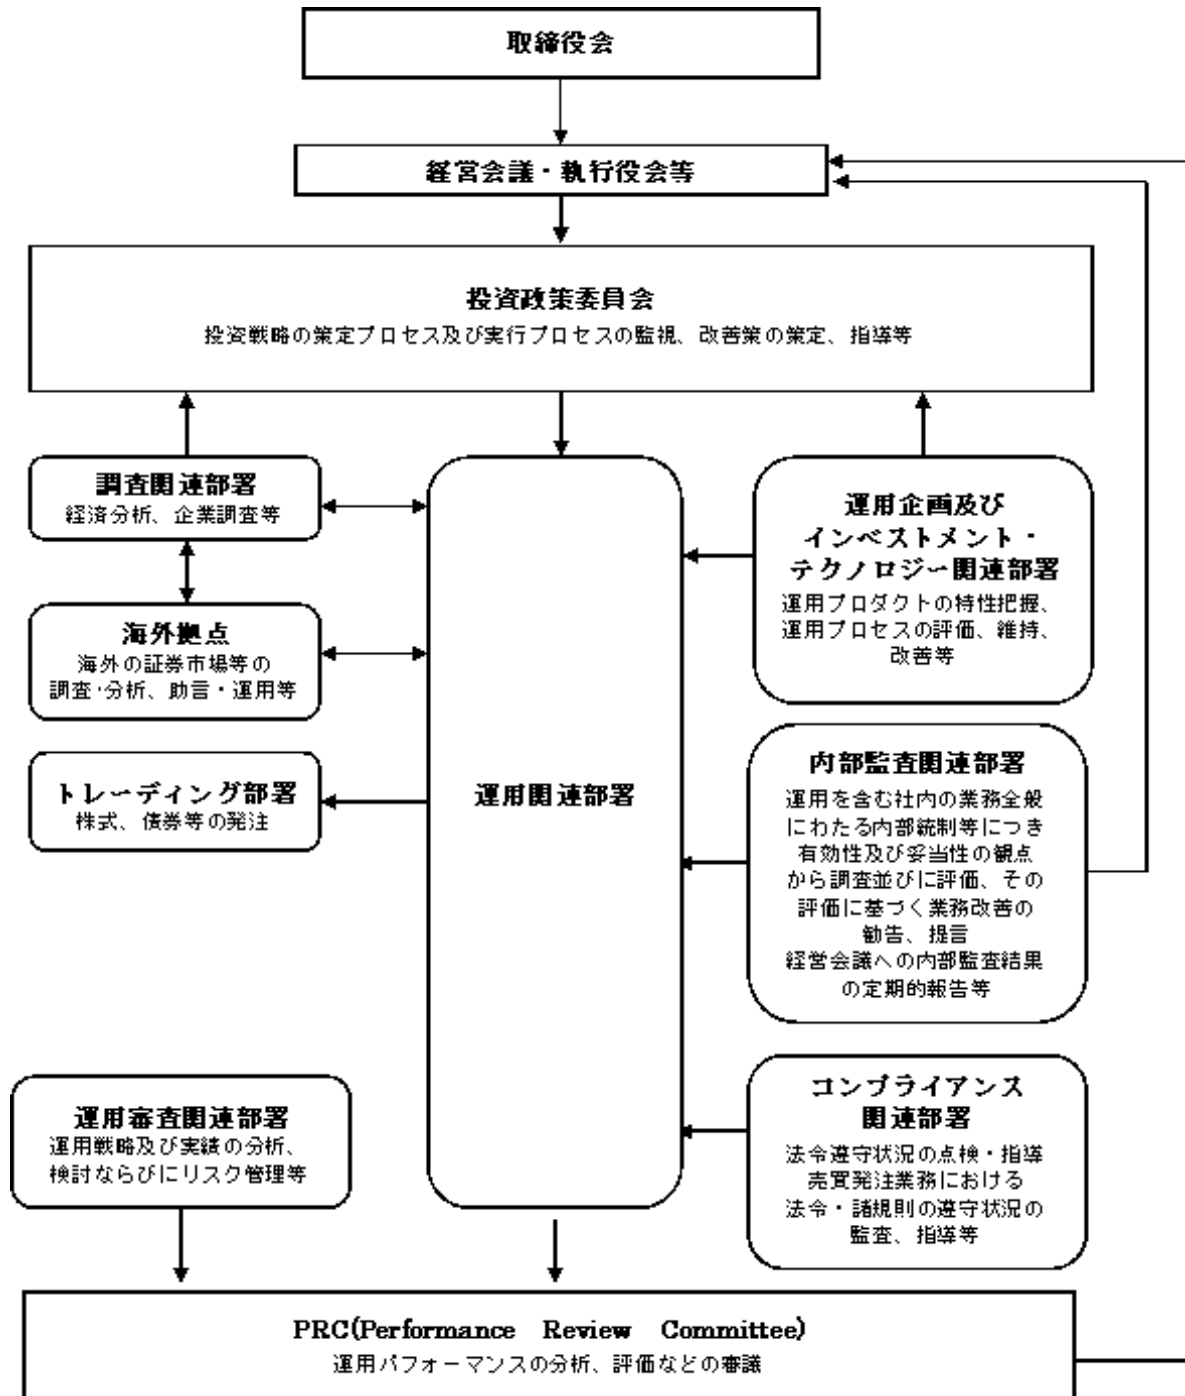 取締役会
経営会議・執行役会等
投資政策委員会
投資戦略の策定プロセス及び実行プロセスの監視、改善策の策定、指導等
調査関連部署
経済分析、企業調査等
海外拠点
海外の証券市場等の
調査・分析、助言・運用等
トレーディング部署
株式、債券等の発注
運用関連部署
運用企画及び
インベストメント・
テクノロジー関連部署
運用プロダクトの特性把握、
運用プロセスの評価、維持、
改善等
内部監査関連部署
運用を含む社内の業務全般
にわたる内部統制等につき
有効性及び妥当性の観点
から調査並びに評価、その
評価に基づく業務改善の
勧告、提言
経営会議への内部監査結果
の定期的報告等
運用審査関連部署
運用戦略及び実績の分析、
検討ならびにリスク管理等
コンプライアンス
関連部署
法令遵守状況の点検・指導
売買発注業務における
法令・諸規則の遵守状況の
監査、指導等
PRC(Performance Review Committee)
運用パフォーマンスの分析、評価などの審議